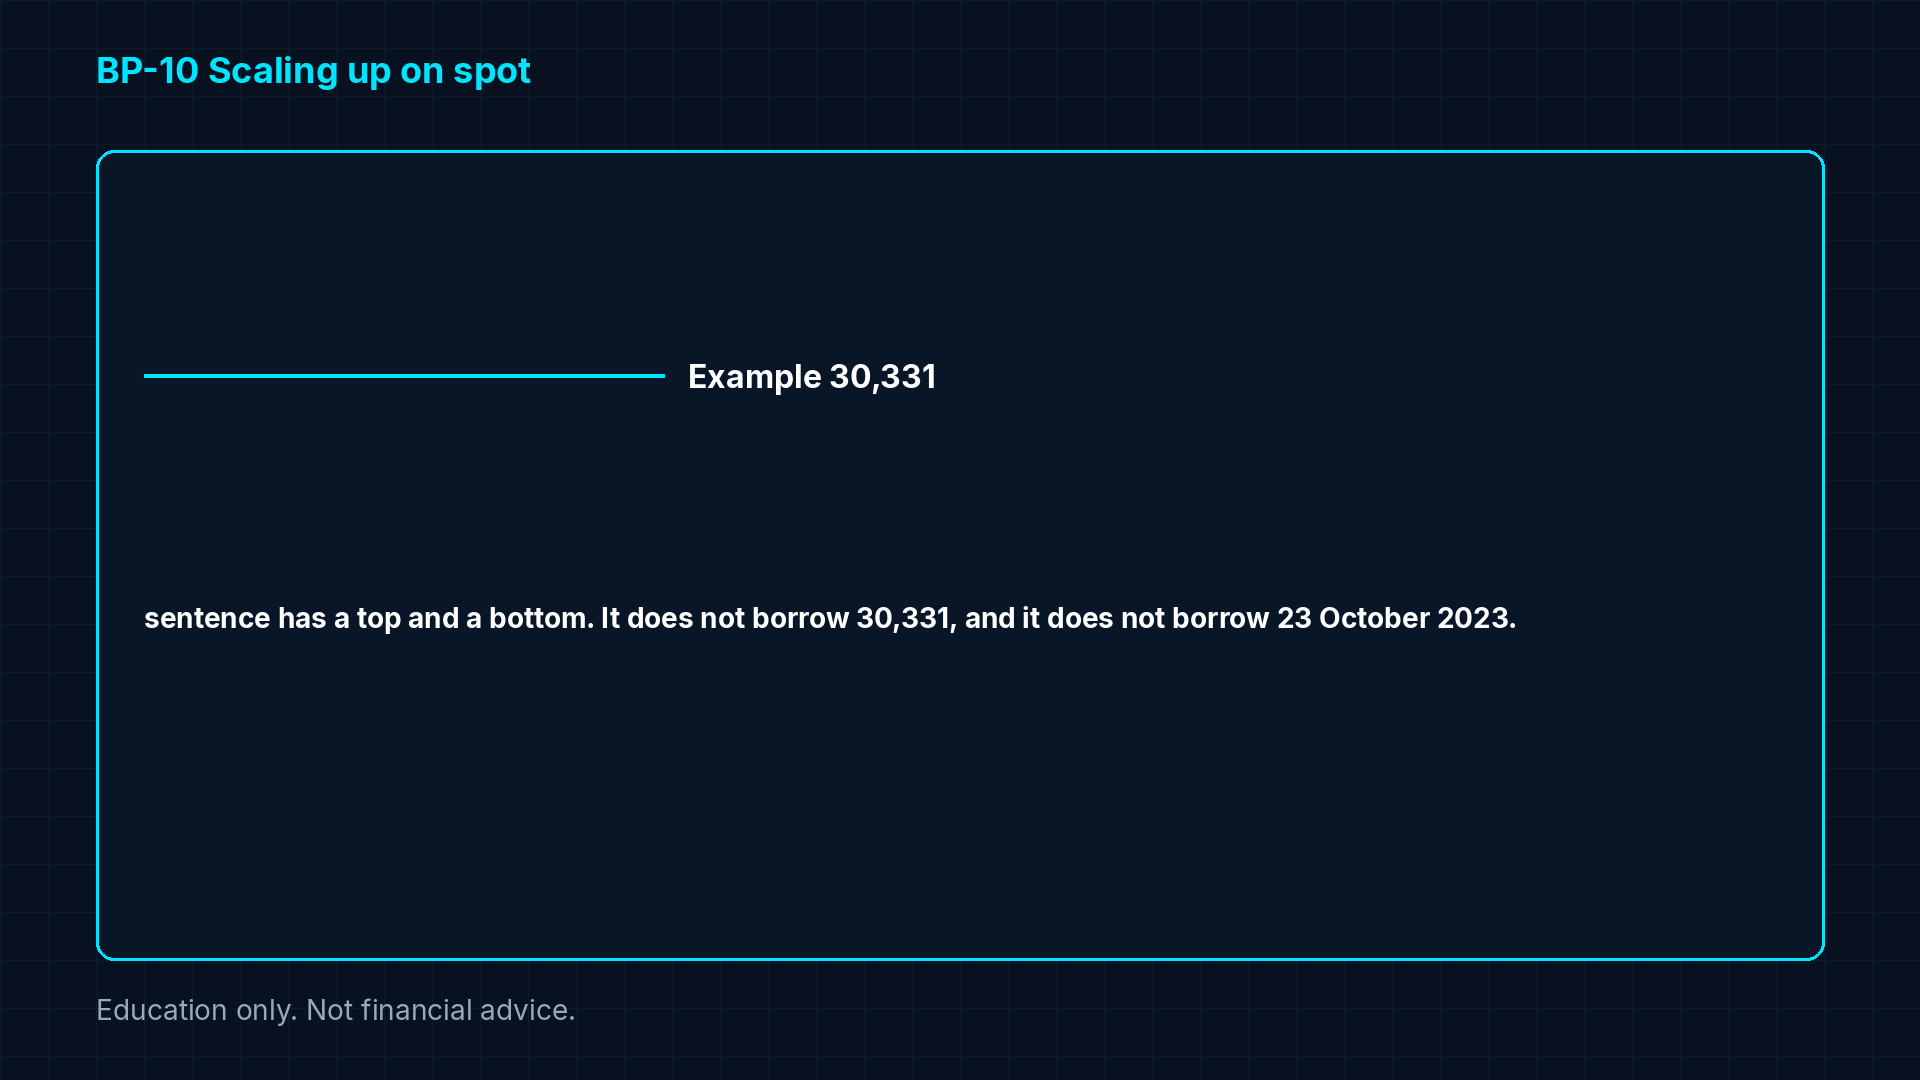 BP-10 Scaling up on spot
Example 30,331
sentence has a top and a bottom. It does not borrow 30,331, and it does not borrow 23 October 2023.
Education only. Not financial advice.